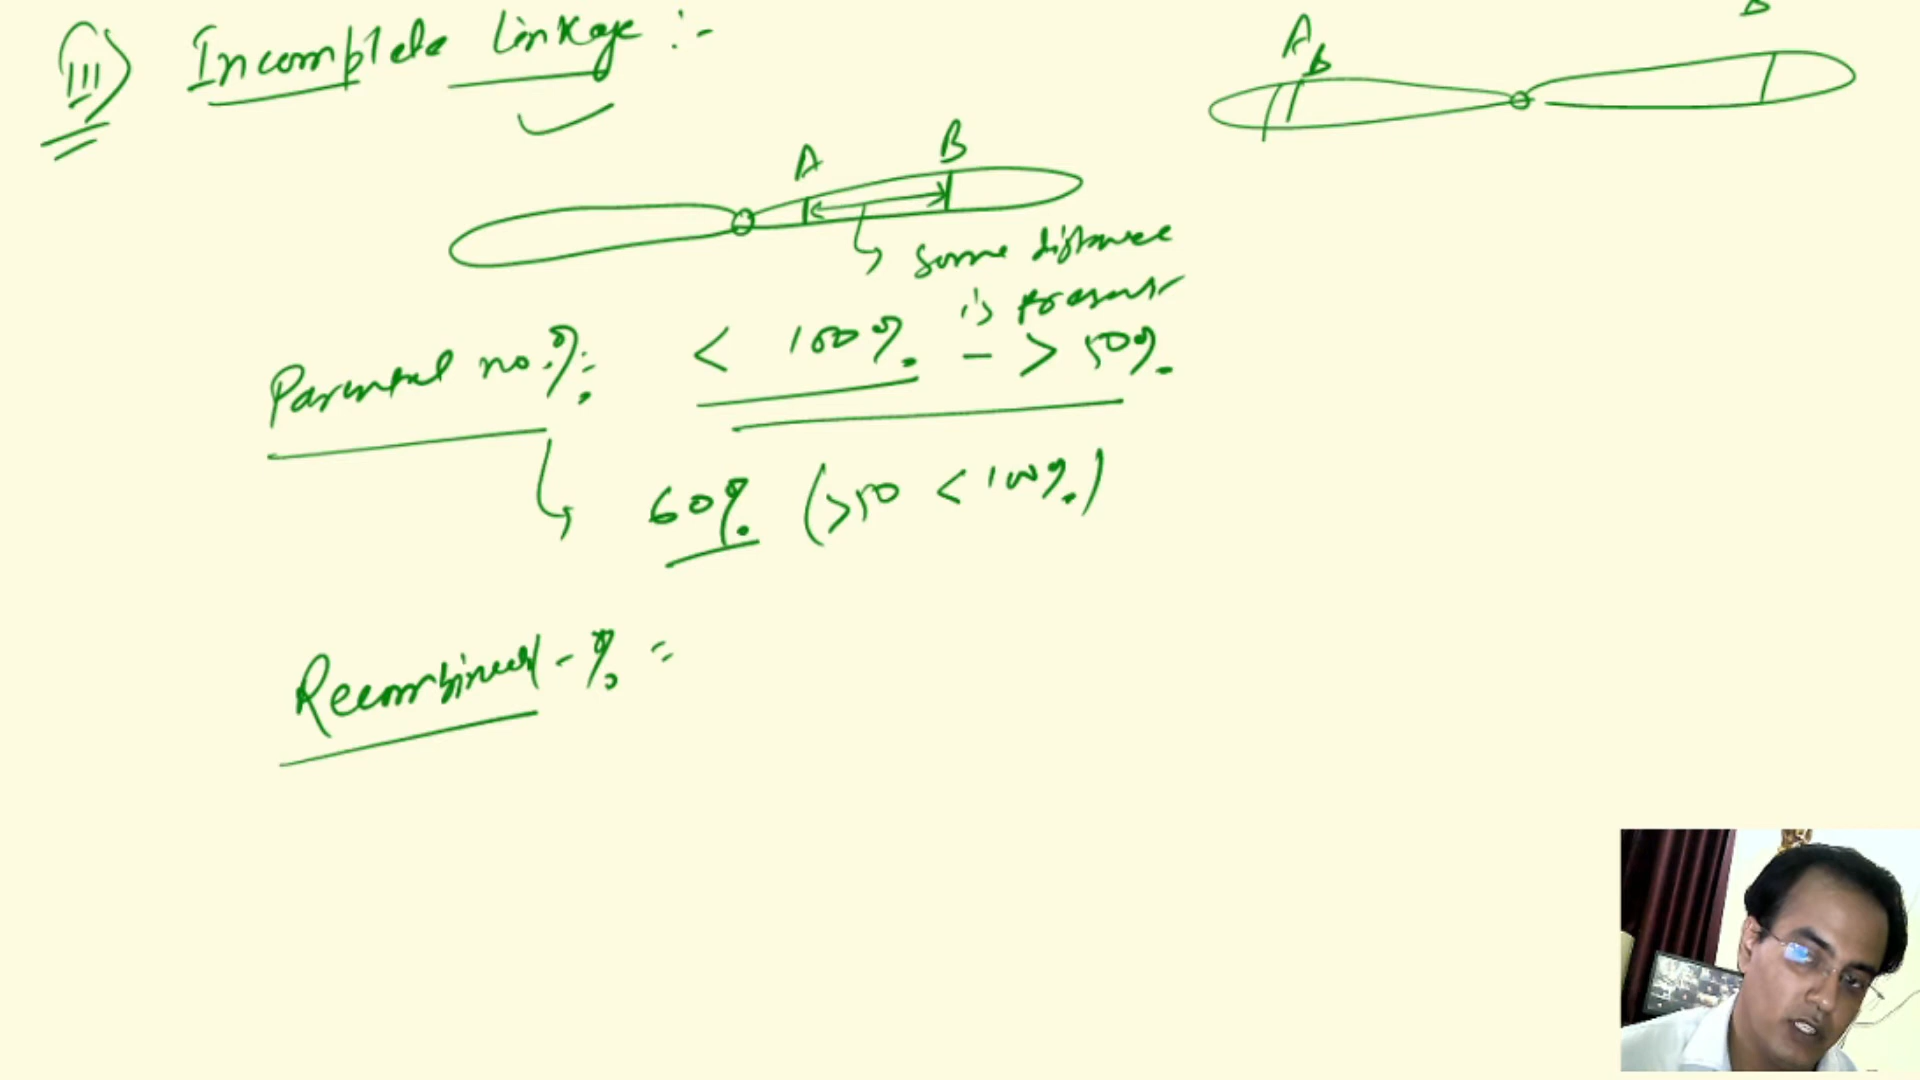 III) Incomplete Linkage :-
A
B
A
B
some distance
is present
Parental no.%: < 100% - > 50%
60% (>50 < 100%)
Recombined - % =